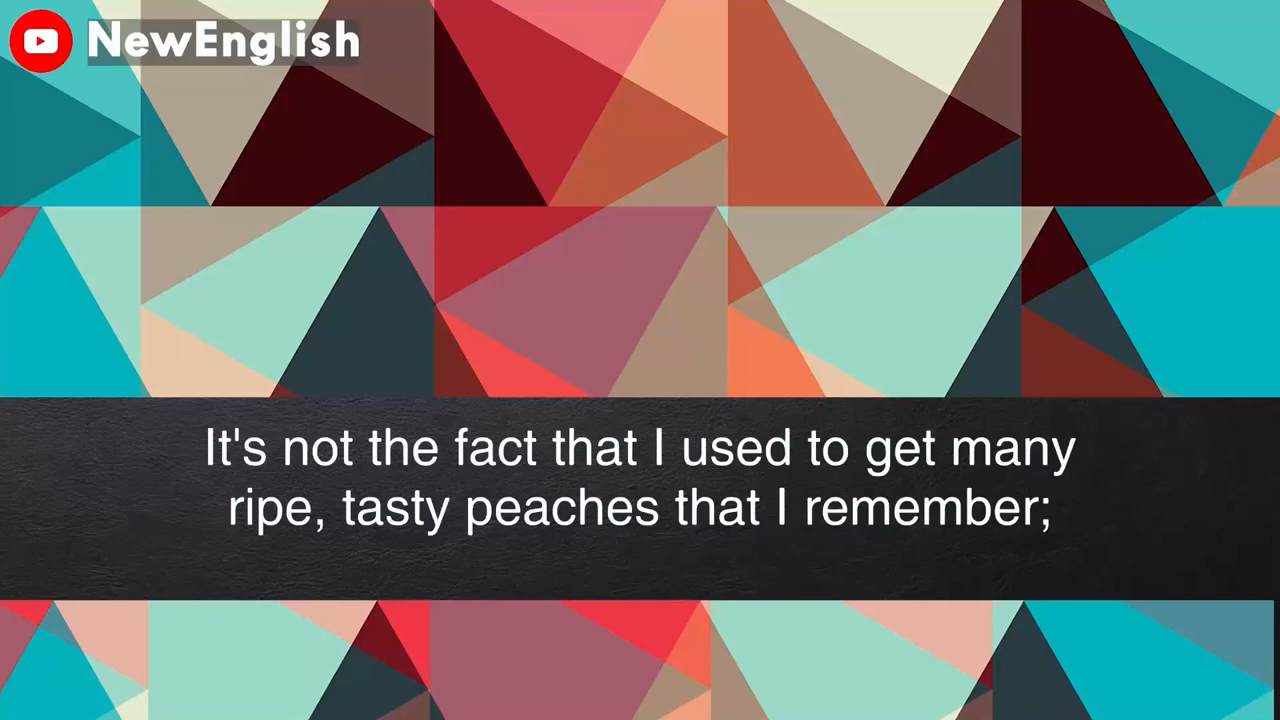 NewEnglish
It's not the fact that I used to get many
ripe, tasty peaches that I remember;